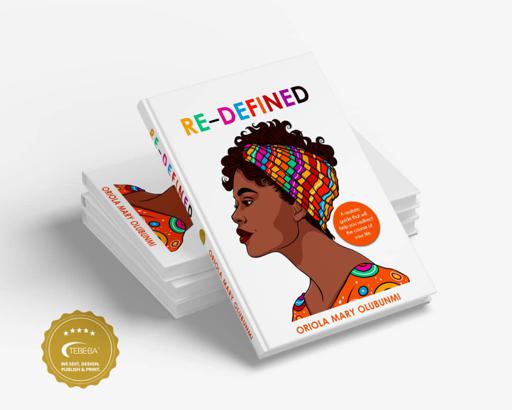 RE-DEFINED
A realistic
guide that will
help you redirect
the course of
your life.
ORIOLA MARY OLUBUNMI
RE-DEFINED
ORIOLA MARY OLUBUNMI
ORIOLA MARY OLUBUNMI
TEBEBA
WE EDIT, DESIGN,
PUBLISH & PRINT.